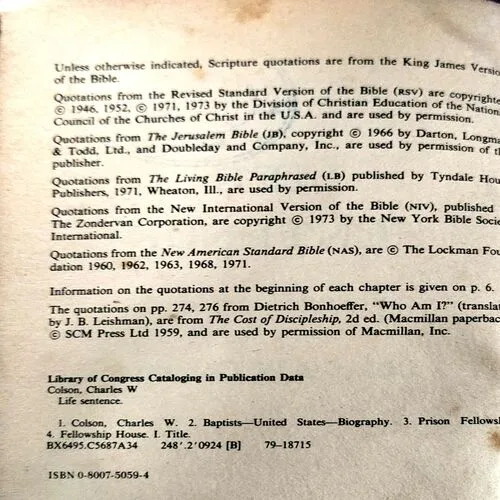 Unless otherwise indicated, Scripture quotations are from the King James Version
of the Bible.
Quotations from the Revised Standard Version of the Bible (RSV) are copyrighte
© 1946, 1952, © 1971, 1973 by the Division of Christian Education of the Nation
Council of the Churches of Christ in the U.S.A. and are used by permission.
Quotations from The Jerusalem Bible (JB), copyright © 1966 by Darton, Longma
& Todd, Ltd., and Doubleday and Company, Inc., are used by permission of th
publisher.
Quotations from The Living Bible Paraphrased (LB) published by Tyndale Hou
Publishers, 1971, Wheaton, Ill., are used by permission.
Quotations from the New International Version of the Bible (NIV), published
The Zondervan Corporation, are copyright © 1973 by the New York Bible Socie
International.
Quotations from the New American Standard Bible (NAS), are © The Lockman Fou
dation 1960, 1962, 1963, 1968, 1971.
Information on the quotations at the beginning of each chapter is given on p. 6.
The quotations on pp. 274, 276 from Dietrich Bonhoeffer, "Who Am I?" (translat
by J. B. Leishman), are from The Cost of Discipleship, 2d ed. (Macmillan paperbac
© SCM Press Ltd 1959, and are used by permission of Macmillan, Inc.
Library of Congress Cataloging in Publication Data
Colson, Charles W
Life sentence.
1. Colson, Charles W. 2. Baptists—United States—Biography. 3. Prison Fellows
4. Fellowship House. I. Title.
BX6495.C5687A34 248'.2'0924 [B] 79-18715
ISBN 0-8007-5059-4